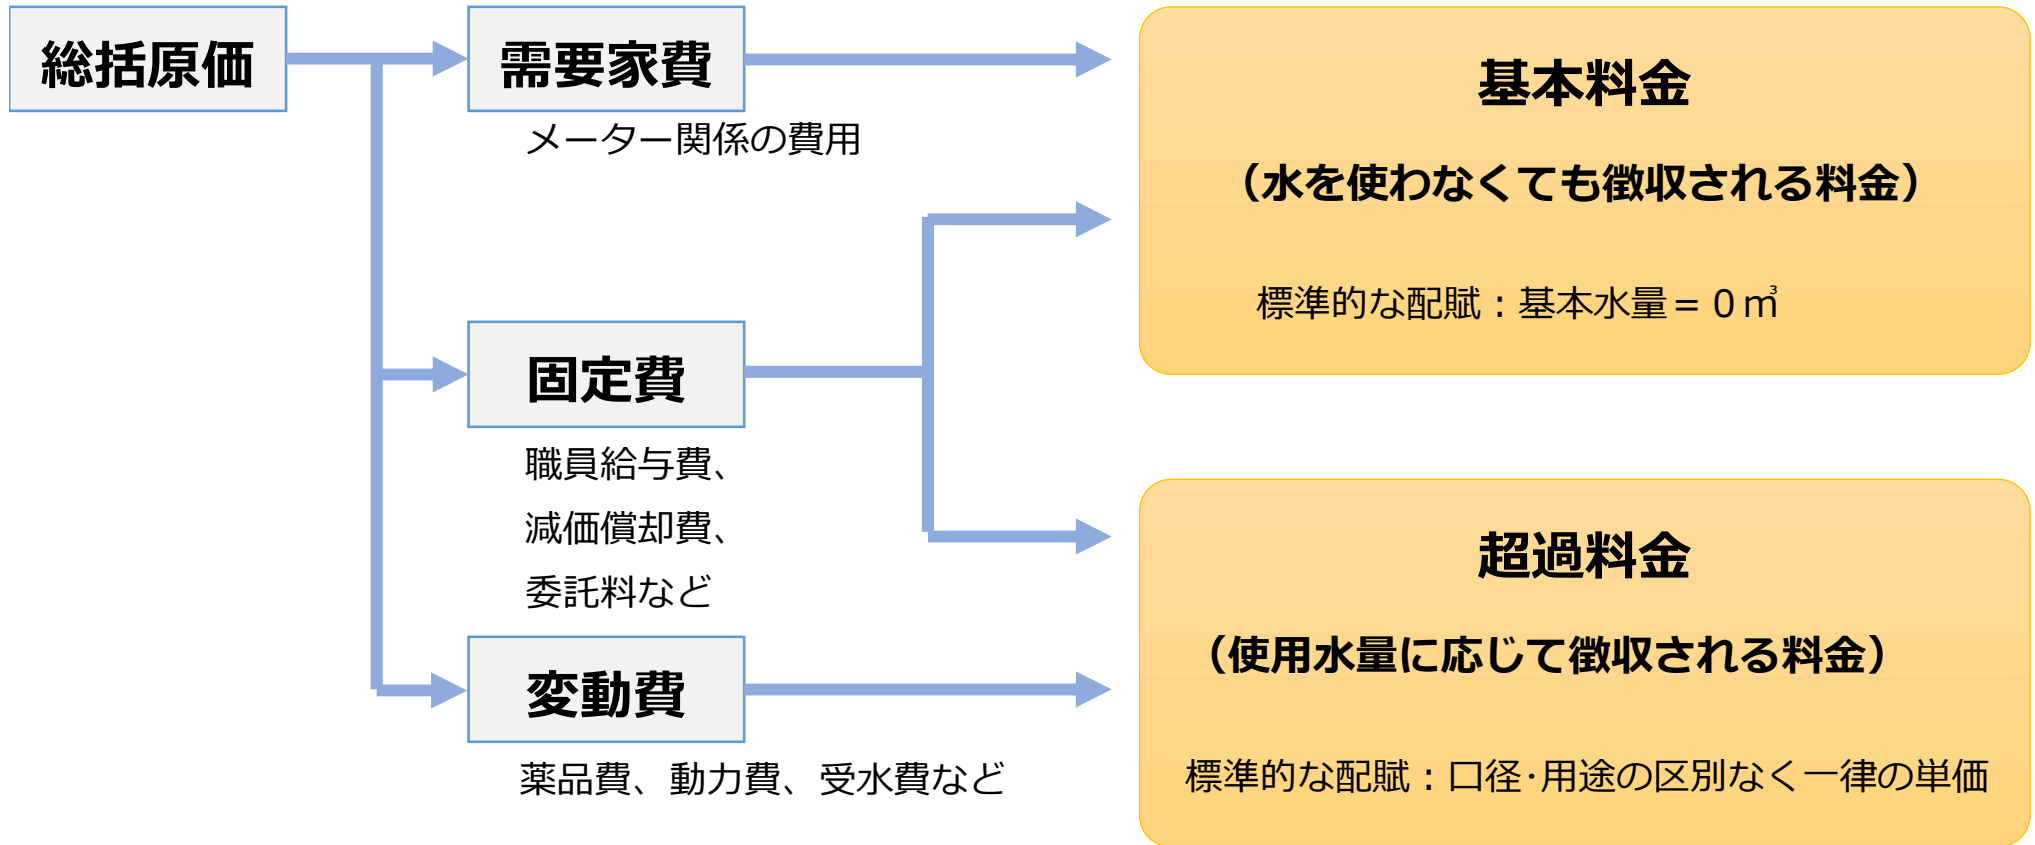 総括原価
需要家費
メーター関係の費用
固定費
職員給与費、
減価償却費、
委託料など
変動費
薬品費、動力費、受水費など
基本料金
（水を使わなくても徴収される料金）
標準的な配賦：基本水量＝０㎥
超過料金
（使用水量に応じて徴収される料金）
標準的な配賦：口径･用途の区別なく一律の単価